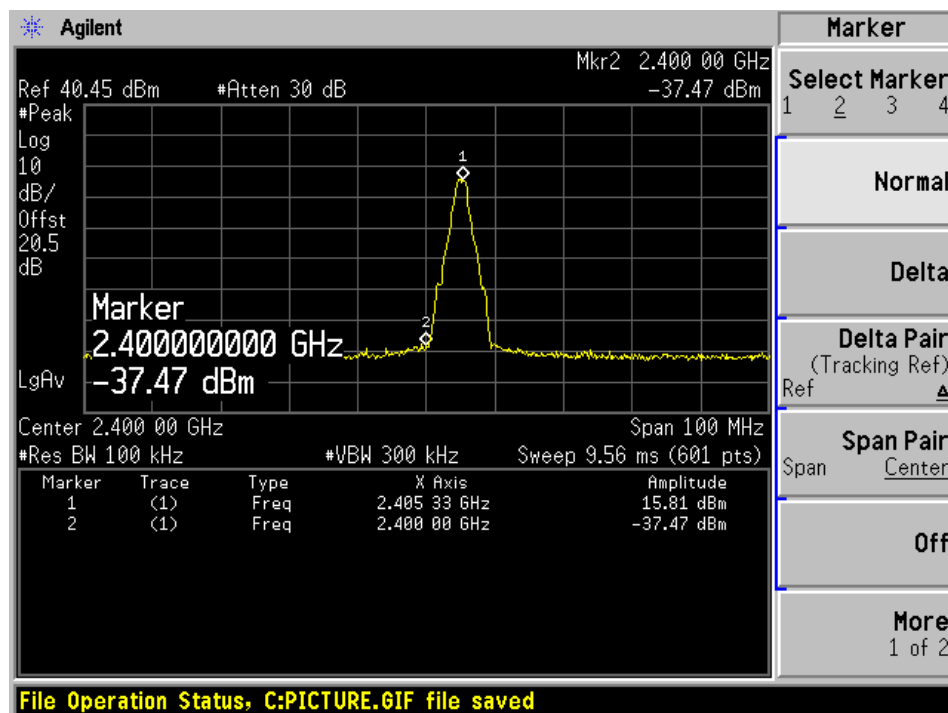 Agilent
Marker
Mkr2 2.400 00 GHz
Ref 40.45 dBm #Atten 30 dB -37.47 dBm
#Peak
Log
10
dB/
Offst
20.5
dB
1
2
Marker
2.400000000 GHz
-37.47 dBm
LgAv
Center 2.400 00 GHz Span 100 MHz
#Res BW 100 kHz #VBW 300 kHz Sweep 9.56 ms (601 pts)
Marker Trace Type X Axis Amplitude
1 (1) Freq 2.405 33 GHz 15.81 dBm
2 (1) Freq 2.400 00 GHz -37.47 dBm
Select Marker
1 2 3 4
Normal
Delta
Delta Pair
(Tracking Ref)
Ref Δ
Span Pair
Span Center
Off
More
1 of 2
File Operation Status, C:PICTURE.GIF file saved